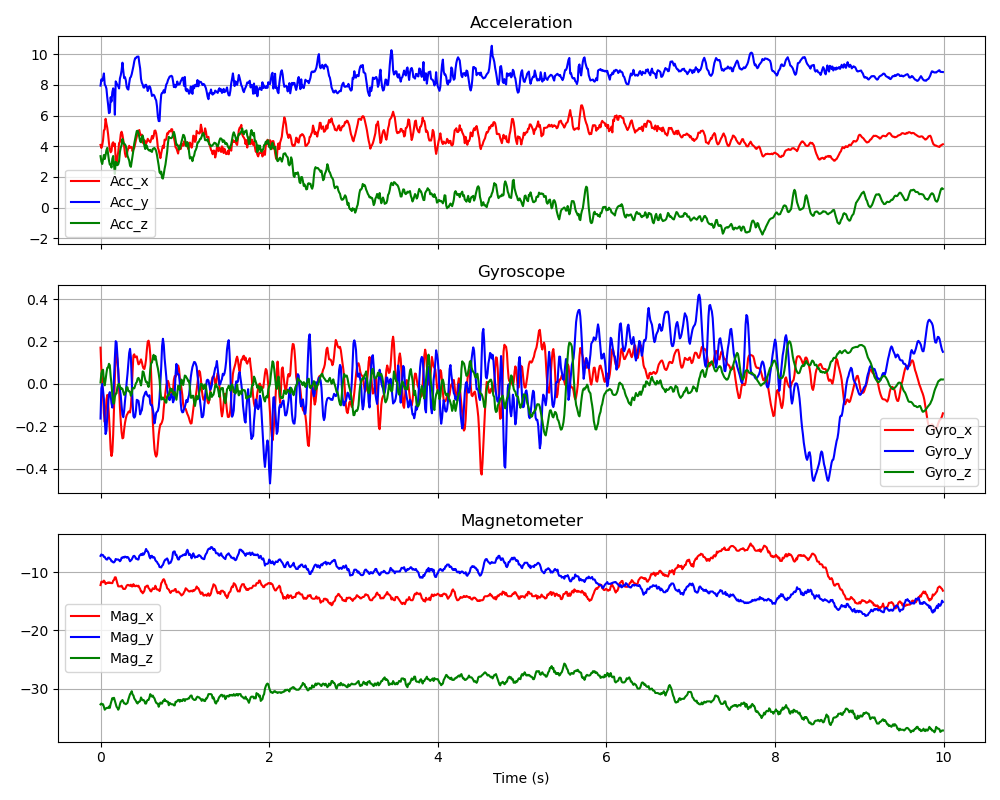 Acceleration
10
8
6
4
2
0
−2
Acc_x
Acc_y
Acc_z
Gyroscope
0.4
0.2
0.0
−0.2
−0.4
Gyro_x
Gyro_y
Gyro_z
Magnetometer
−10
−20
−30
Mag_x
Mag_y
Mag_z
0 2 4 6 8 10
Time (s)